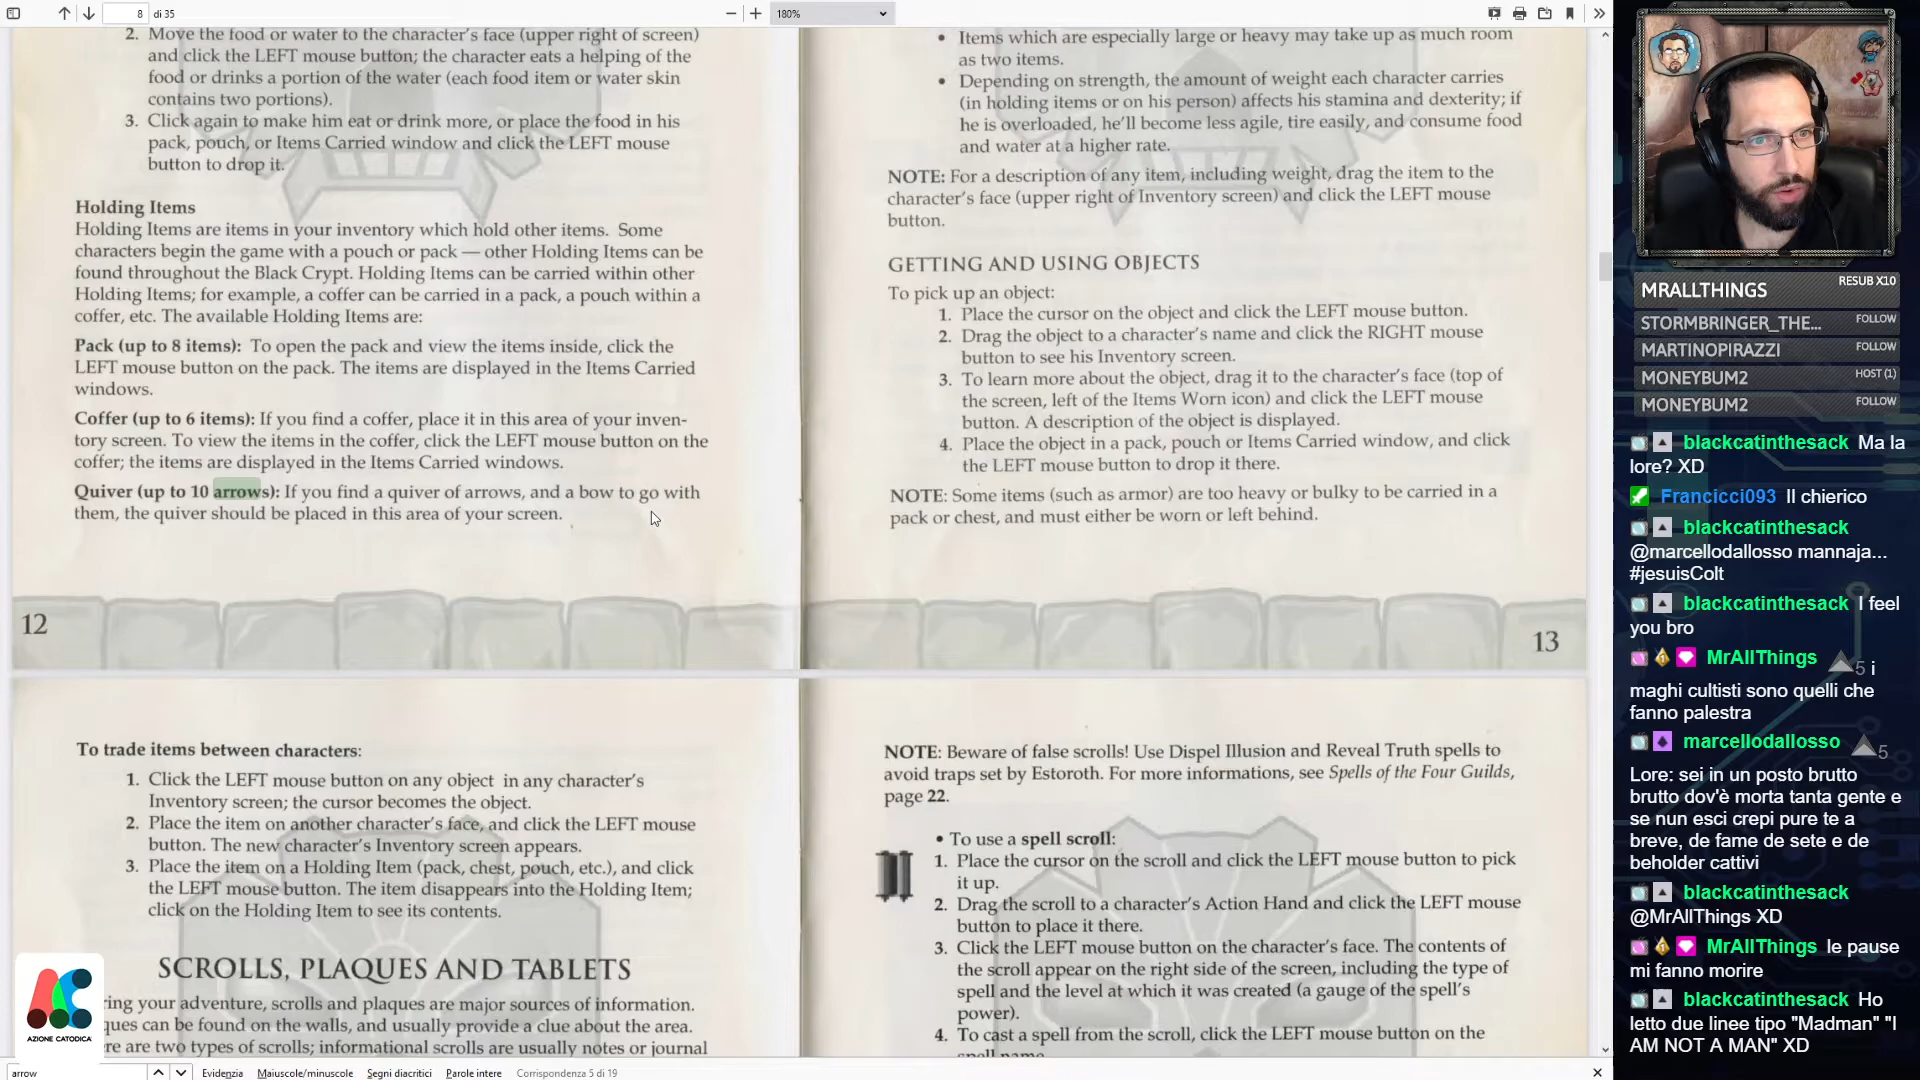 8
di 35
180%
2. Move the food or water to the character's face (upper right of screen)
and click the LEFT mouse button; the character eats a helping of the
food or drinks a portion of the water (each food item or water skin
contains two portions).
3. Click again to make him eat or drink more, or place the food in his
pack, pouch, or Items Carried window and click the LEFT mouse
button to drop it.
Holding Items
Holding Items are items in your inventory which hold other items. Some
characters begin the game with a pouch or pack — other Holding Items can be
found throughout the Black Crypt. Holding Items can be carried within other
Holding Items; for example, a coffer can be carried in a pack, a pouch within a
coffer, etc. The available Holding Items are:
Pack (up to 8 items): To open the pack and view the items inside, click the
LEFT mouse button on the pack. The items are displayed in the Items Carried
windows.
Coffer (up to 6 items): If you find a coffer, place it in this area of your inven-
tory screen. To view the items in the coffer, click the LEFT mouse button on the
coffer; the items are displayed in the Items Carried windows.
Quiver (up to 10 arrows): If you find a quiver of arrows, and a bow to go with
them, the quiver should be placed in this area of your screen.
12
• Items which are especially large or heavy may take up as much room
as two items.
• Depending on strength, the amount of weight each character carries
(in holding items or on his person) affects his stamina and dexterity; if
he is overloaded, he'll become less agile, tire easily, and consume food
and water at a higher rate.
NOTE: For a description of any item, including weight, drag the item to the
character's face (upper right of Inventory screen) and click the LEFT mouse
button.
GETTING AND USING OBJECTS
To pick up an object:
1. Place the cursor on the object and click the LEFT mouse button.
2. Drag the object to a character's name and click the RIGHT mouse
button to see his Inventory screen.
3. To learn more about the object, drag it to the character's face (top of
the screen, left of the Items Worn icon) and click the LEFT mouse
button. A description of the object is displayed.
4. Place the object in a pack, pouch or Items Carried window, and click
the LEFT mouse button to drop it there.
NOTE: Some items (such as armor) are too heavy or bulky to be carried in a
pack or chest, and must either be worn or left behind.
13
To trade items between characters:
1. Click the LEFT mouse button on any object in any character's
Inventory screen; the cursor becomes the object.
2. Place the item on another character's face, and click the LEFT mouse
button. The new character's Inventory screen appears.
3. Place the item on a Holding Item (pack, chest, pouch, etc.), and click
the LEFT mouse button. The item disappears into the Holding Item;
click on the Holding Item to see its contents.
SCROLLS, PLAQUES AND TABLETS
ring your adventure, scrolls and plaques are major sources of information.
ques can be found on the walls, and usually provide a clue about the area.
re are two types of scrolls; informational scrolls are usually notes or journal
NOTE: Beware of false scrolls! Use Dispel Illusion and Reveal Truth spells to
avoid traps set by Estoroth. For more informations, see Spells of the Four Guilds,
page 22.
• To use a spell scroll:
1. Place the cursor on the scroll and click the LEFT mouse button to pick
it up.
2. Drag the scroll to a character's Action Hand and click the LEFT mouse
button to place it there.
3. Click the LEFT mouse button on the character's face. The contents of
the scroll appear on the right side of the screen, including the type of
spell and the level at which it was created (a gauge of the spell's
power).
4. To cast a spell from the scroll, click the LEFT mouse button on the
spell name
AZIONE CATODICA
arrow
Evidenzia
Maiuscole/minuscole
Segni diacritici
Parole intere
Corrispondenza 5 di 19
MRALLTHINGS RESUB X10
STORMBRINGER_THE... FOLLOW
MARTINOPIRAZZI FOLLOW
MONEYBUM2 HOST (1)
MONEYBUM2 FOLLOW
blackcatinthesack Ma la
lore? XD
Francicci093 Il chierico
blackcatinthesack
@marcellodallosso mannaja...
#jesuisColt
blackcatinthesack I feel
you bro
MrAllThings 5 i
maghi cultisti sono quelli che
fanno palestra
marcellodallosso 5
Lore: sei in un posto brutto
brutto dov'è morta tanta gente e
se nun esci crepi pure te a
breve, de fame de sete e de
beholder cattivi
blackcatinthesack
@MrAllThings XD
MrAllThings le pause
mi fanno morire
blackcatinthesack Ho
letto due linee tipo "Madman" "I
AM NOT A MAN" XD